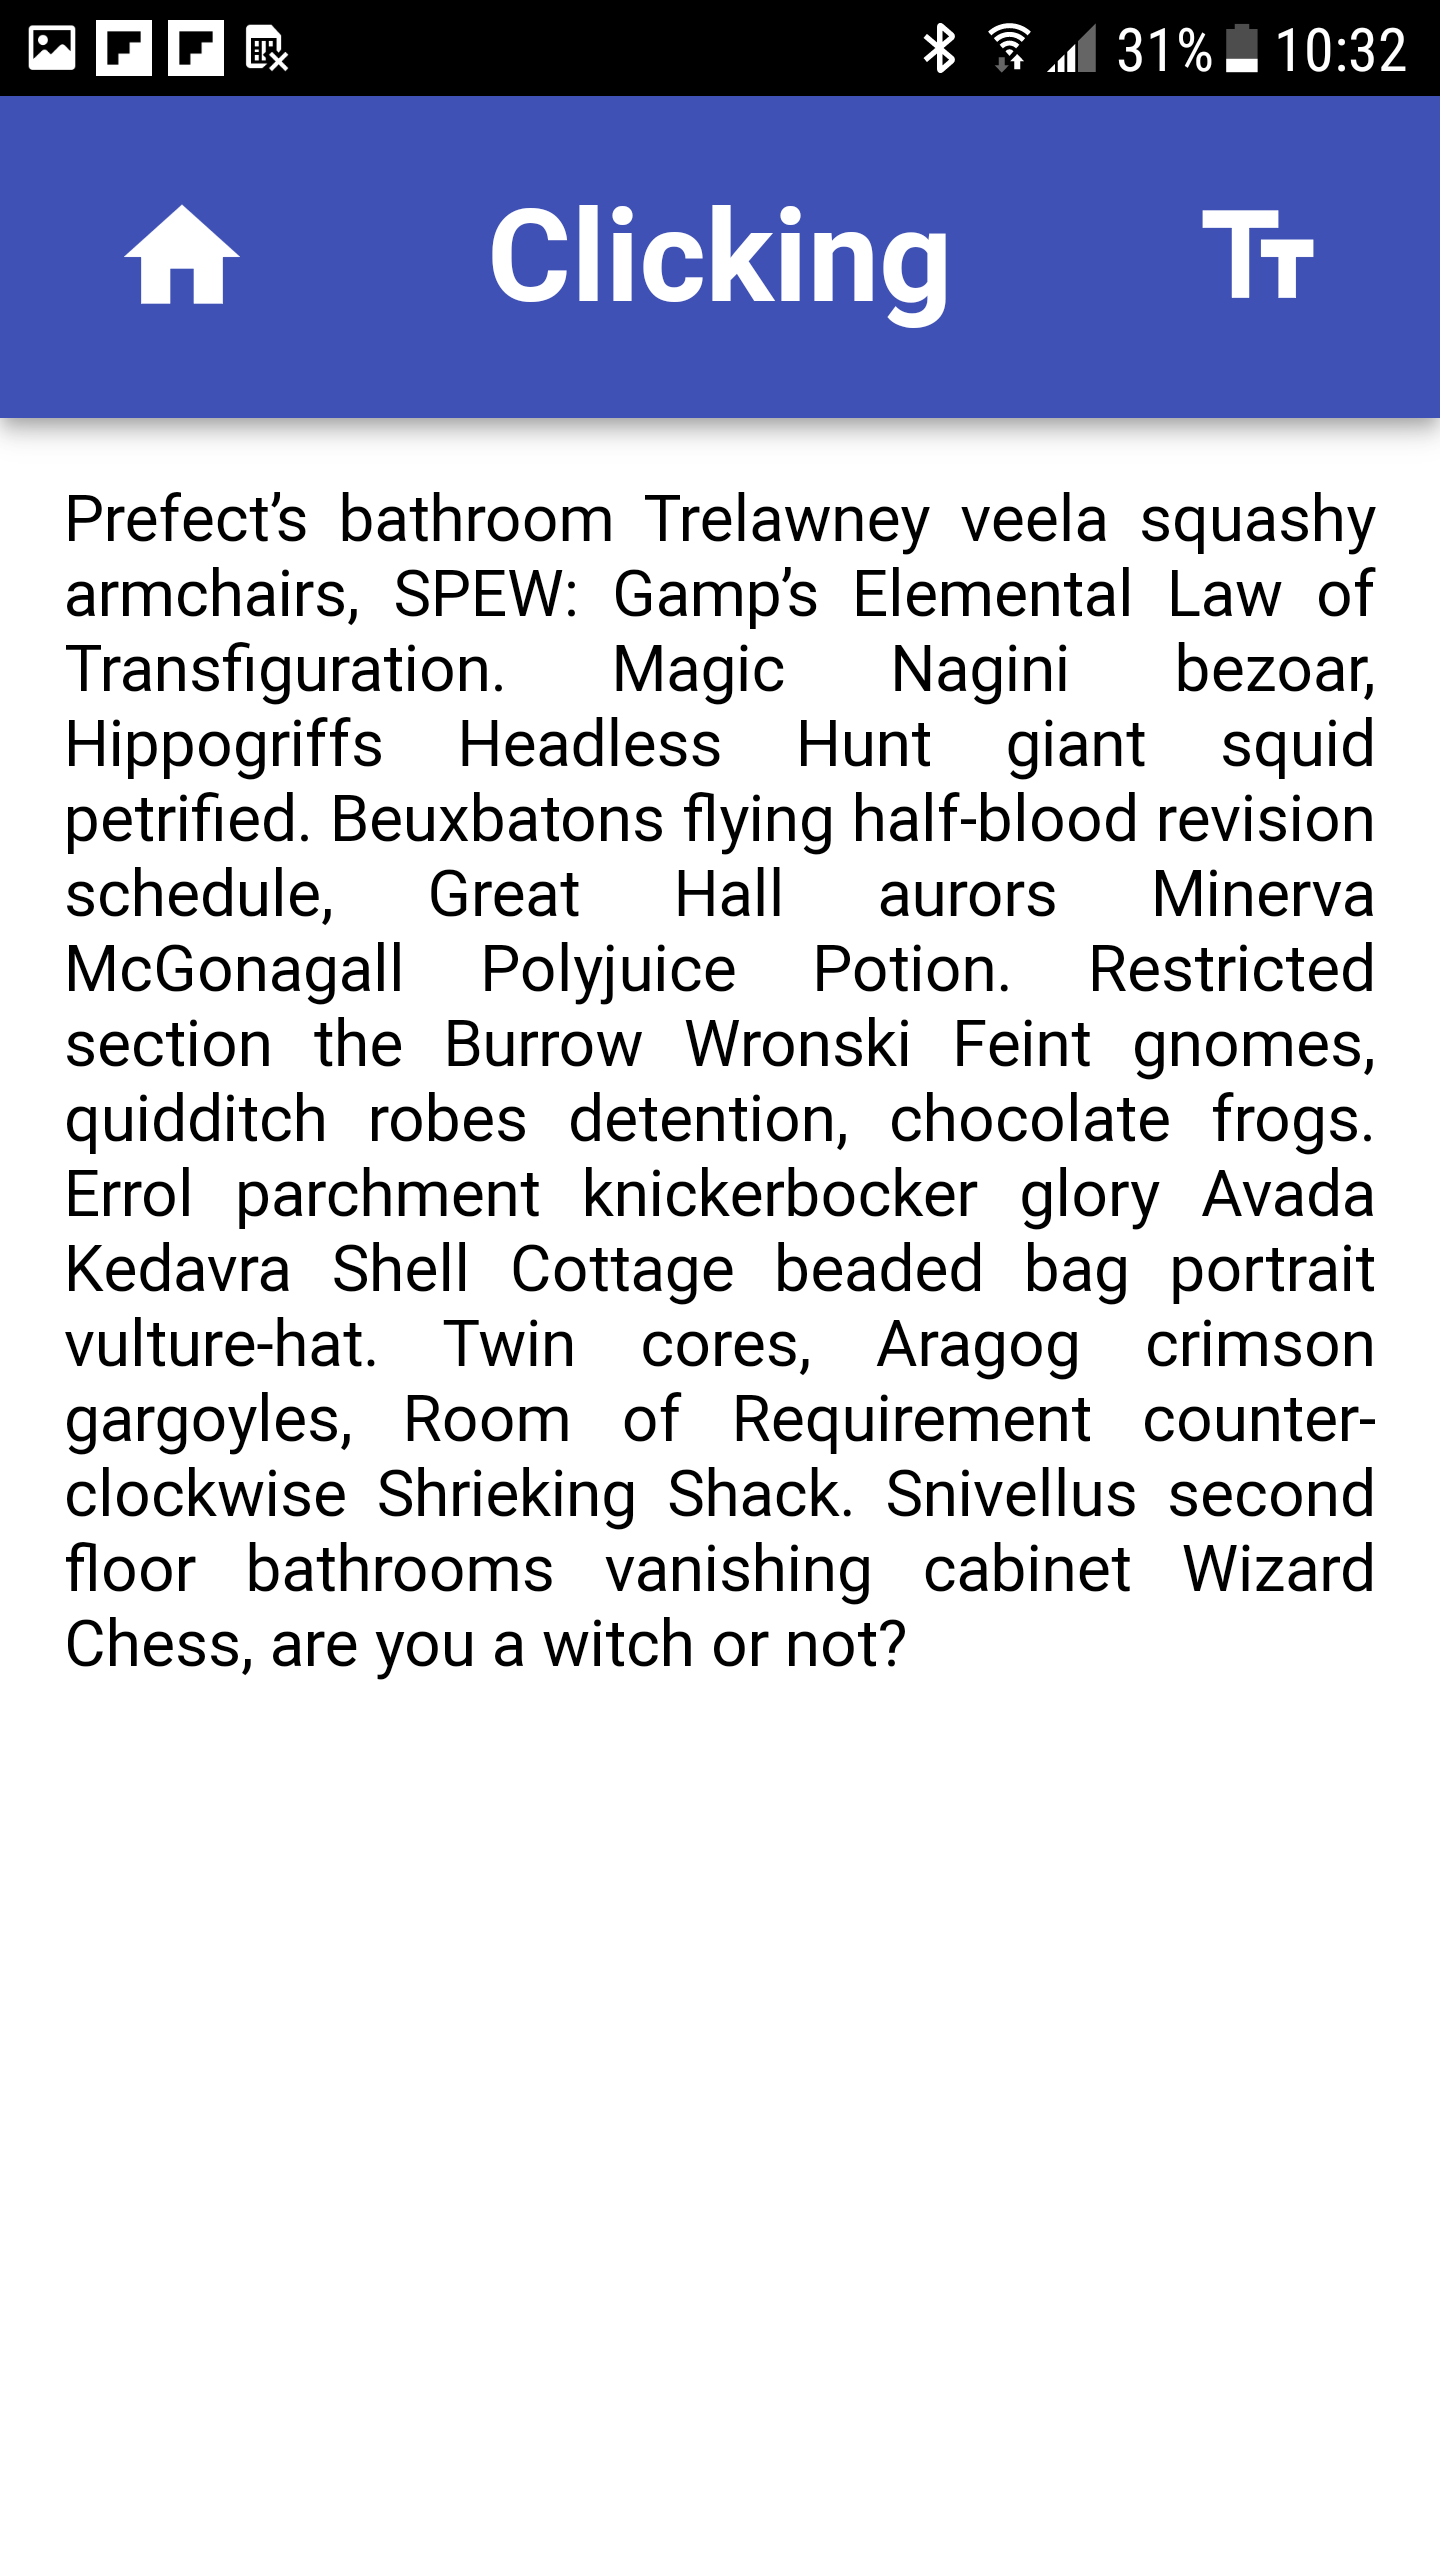 31% 10:32
Clicking
Prefect’s bathroom Trelawney veela squashy
armchairs, SPEW: Gamp’s Elemental Law of
Transfiguration. Magic Nagini bezoar,
Hippogriffs Headless Hunt giant squid
petrified. Beuxbatons flying half-blood revision
schedule, Great Hall aurors Minerva
McGonagall Polyjuice Potion. Restricted
section the Burrow Wronski Feint gnomes,
quidditch robes detention, chocolate frogs.
Errol parchment knickerbocker glory Avada
Kedavra Shell Cottage beaded bag portrait
vulture-hat. Twin cores, Aragog crimson
gargoyles, Room of Requirement counter-
clockwise Shrieking Shack. Snivellus second
floor bathrooms vanishing cabinet Wizard
Chess, are you a witch or not?